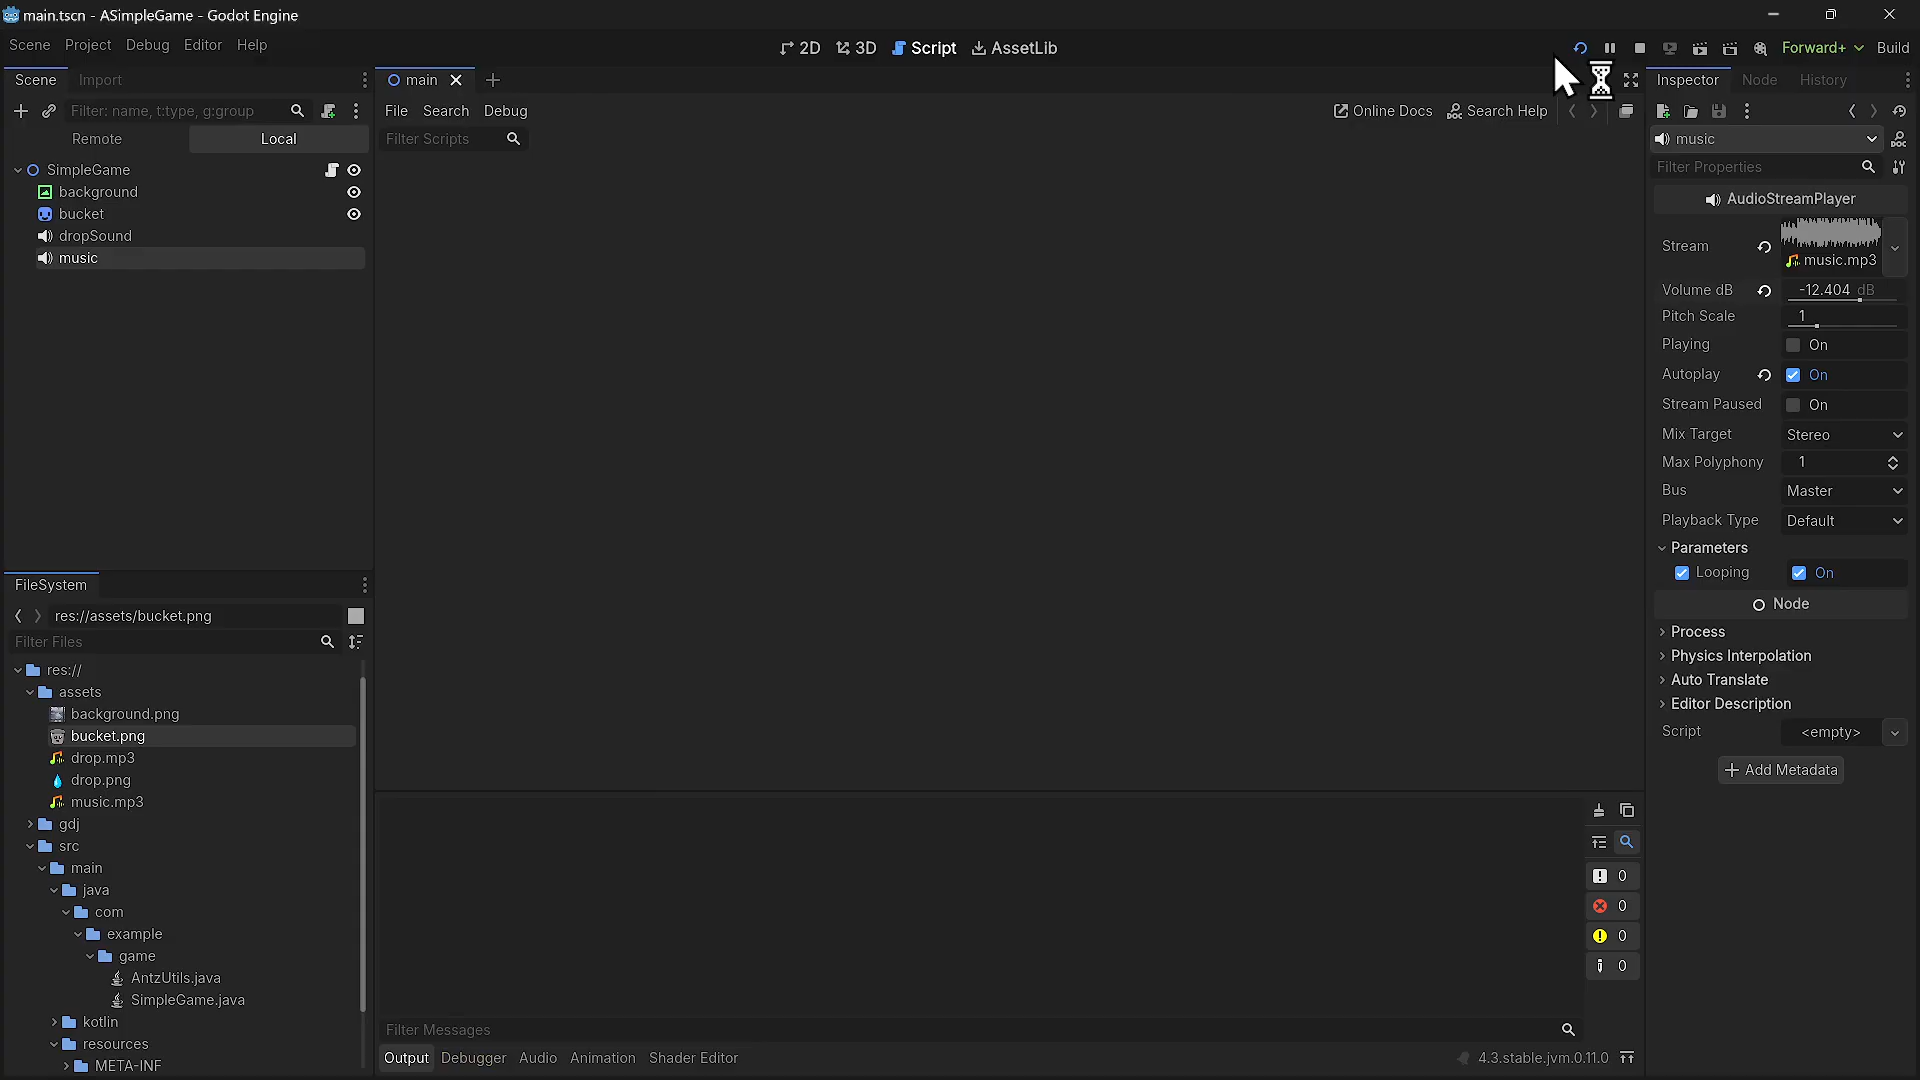 main.tscn - ASimpleGame - Godot Engine
Scene Project Debug Editor Help
2D 3D Script AssetLib
Forward+ Build
Scene Import
Filter: name, t:type, g:group
Remote Local
SimpleGame
background
bucket
dropSound
music
FileSystem
res://assets/bucket.png
Filter Files
res://
assets
background.png
bucket.png
drop.mp3
drop.png
music.mp3
gdj
src
main
java
com
example
game
AntzUtils.java
SimpleGame.java
kotlin
resources
META-INF
main
File Search Debug
Online Docs Search Help
Filter Scripts
0
0
0
0
Filter Messages
Output Debugger Audio Animation Shader Editor
4.3.stable.jvm.0.11.0
Inspector Node History
music
Filter Properties
AudioStreamPlayer
Stream music.mp3
Volume dB -12.404 dB
Pitch Scale 1
Playing On
Autoplay On
Stream Paused On
Mix Target Stereo
Max Polyphony 1
Bus Master
Playback Type Default
Parameters
Looping On
Node
Process
Physics Interpolation
Auto Translate
Editor Description
Script <empty>
Add Metadata